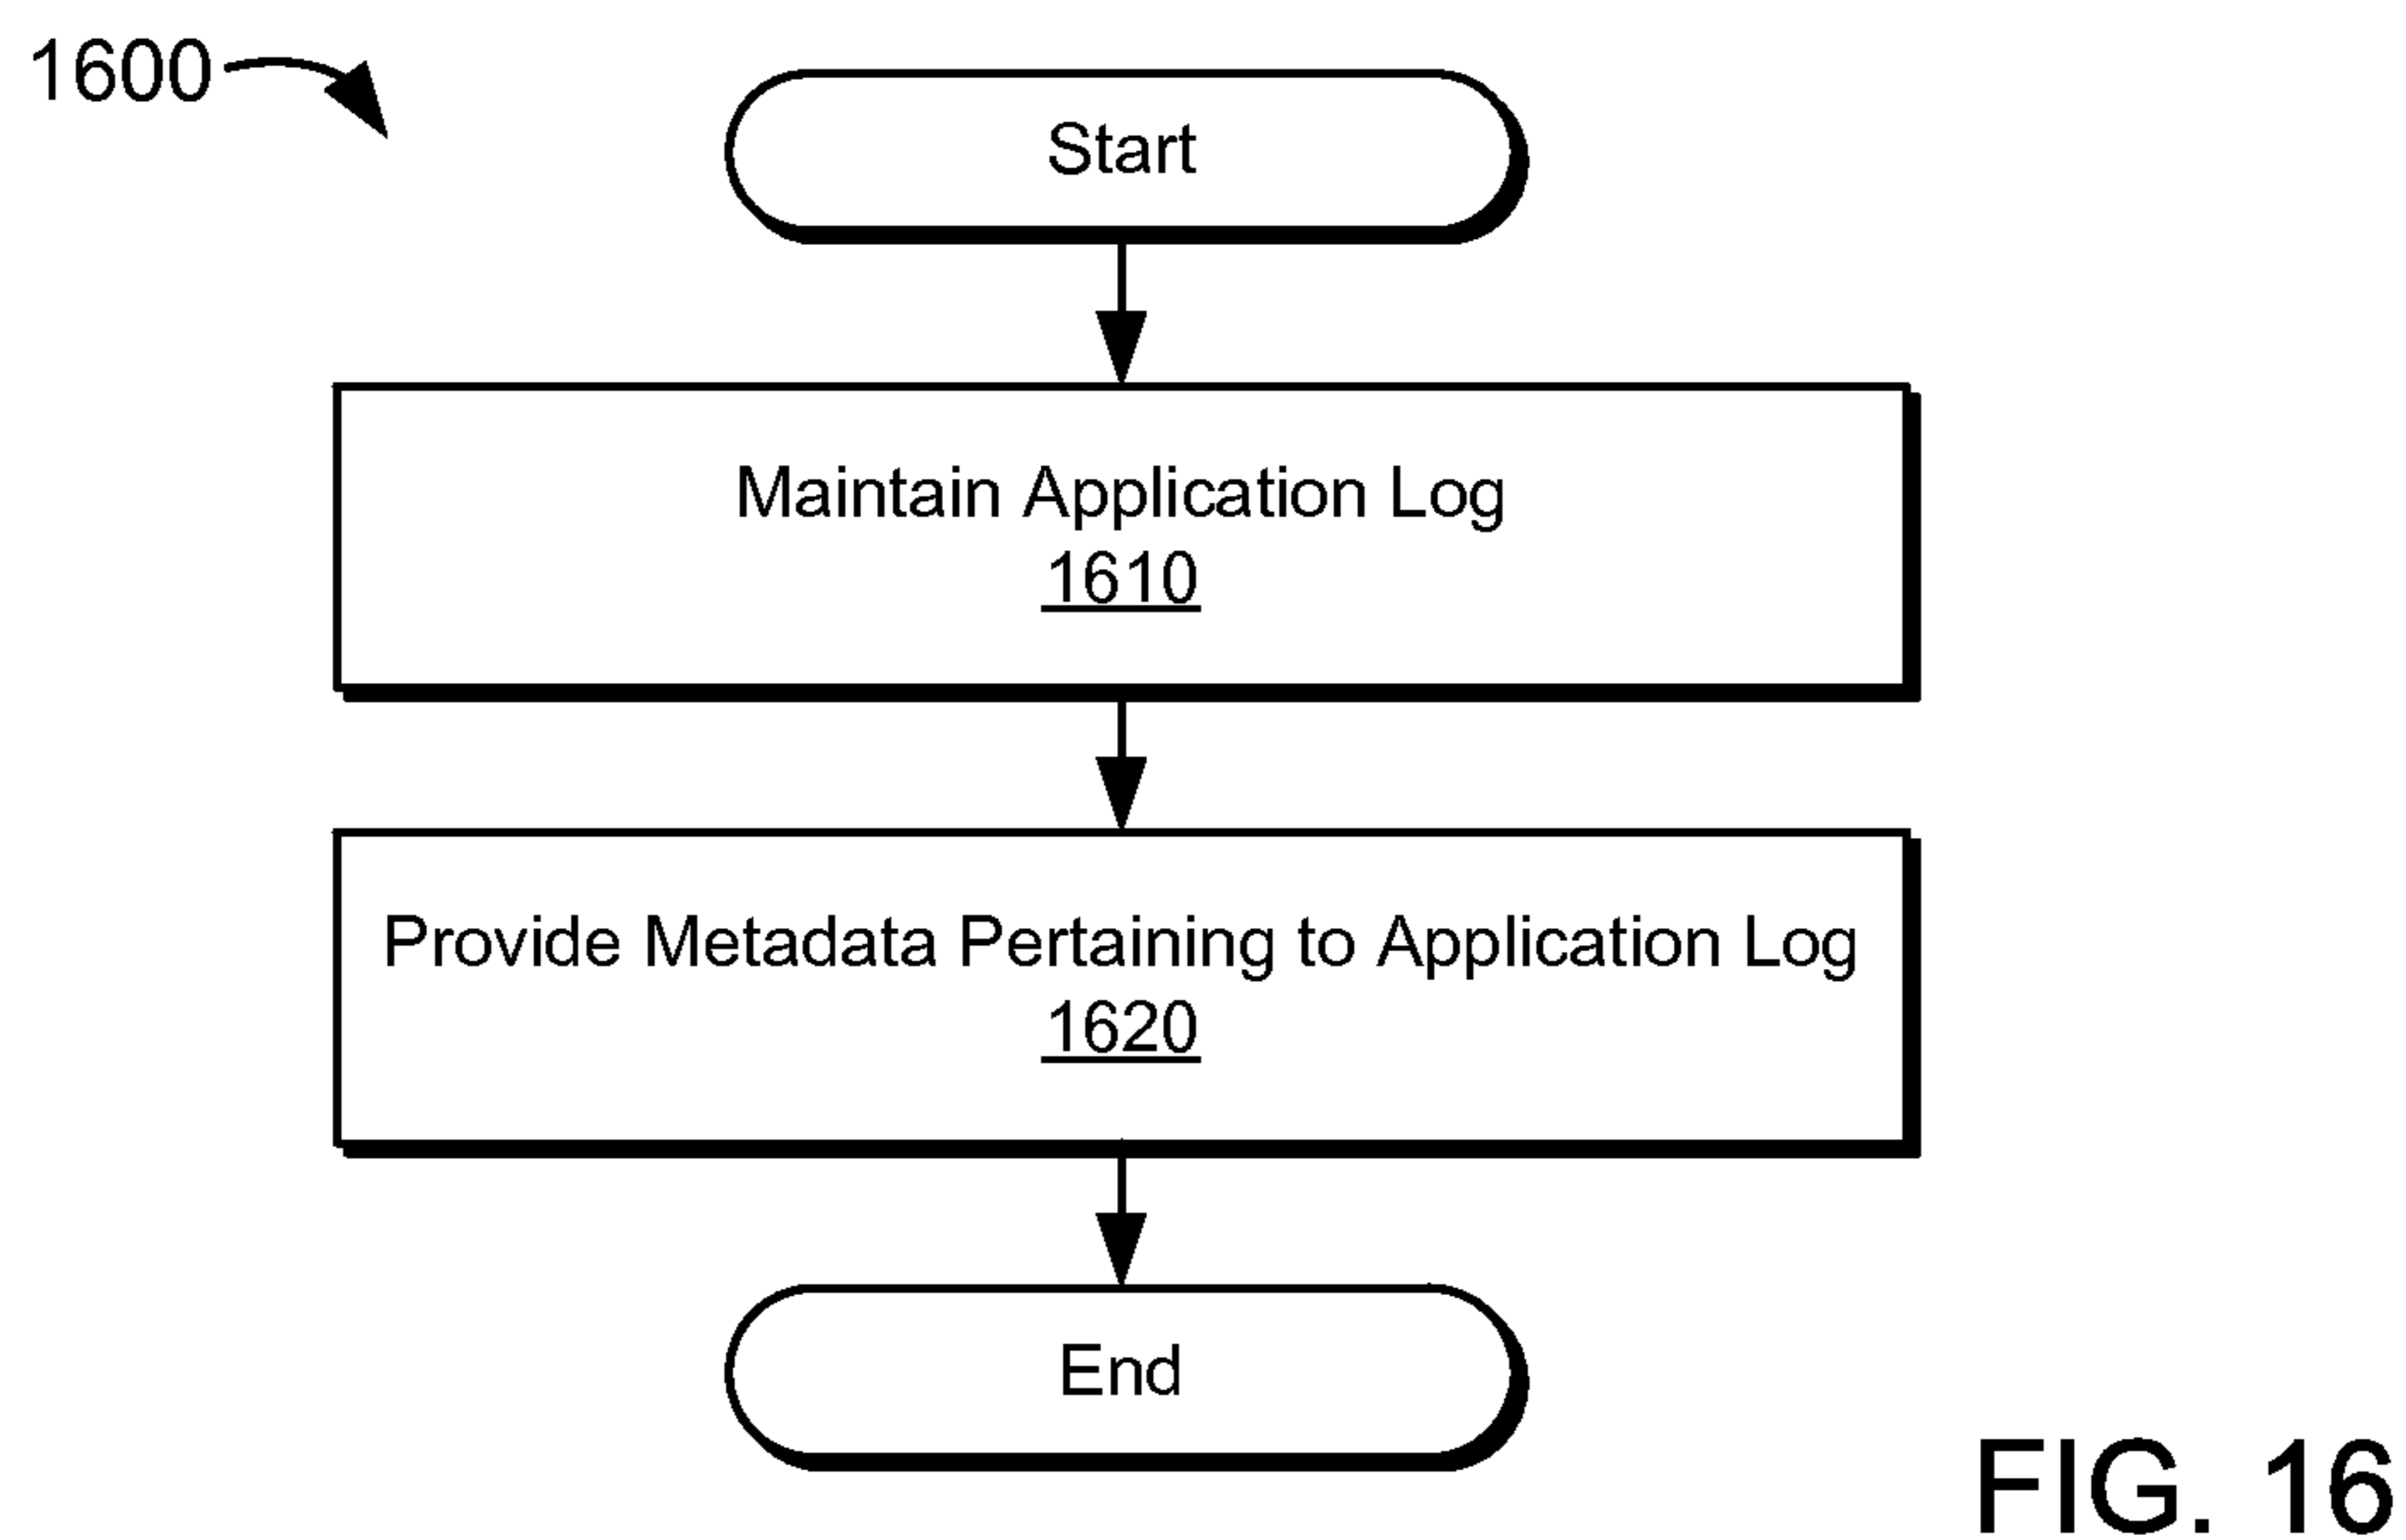 1600
Start
Maintain Application Log
1610
Provide Metadata Pertaining to Application Log
1620
End
FIG. 16